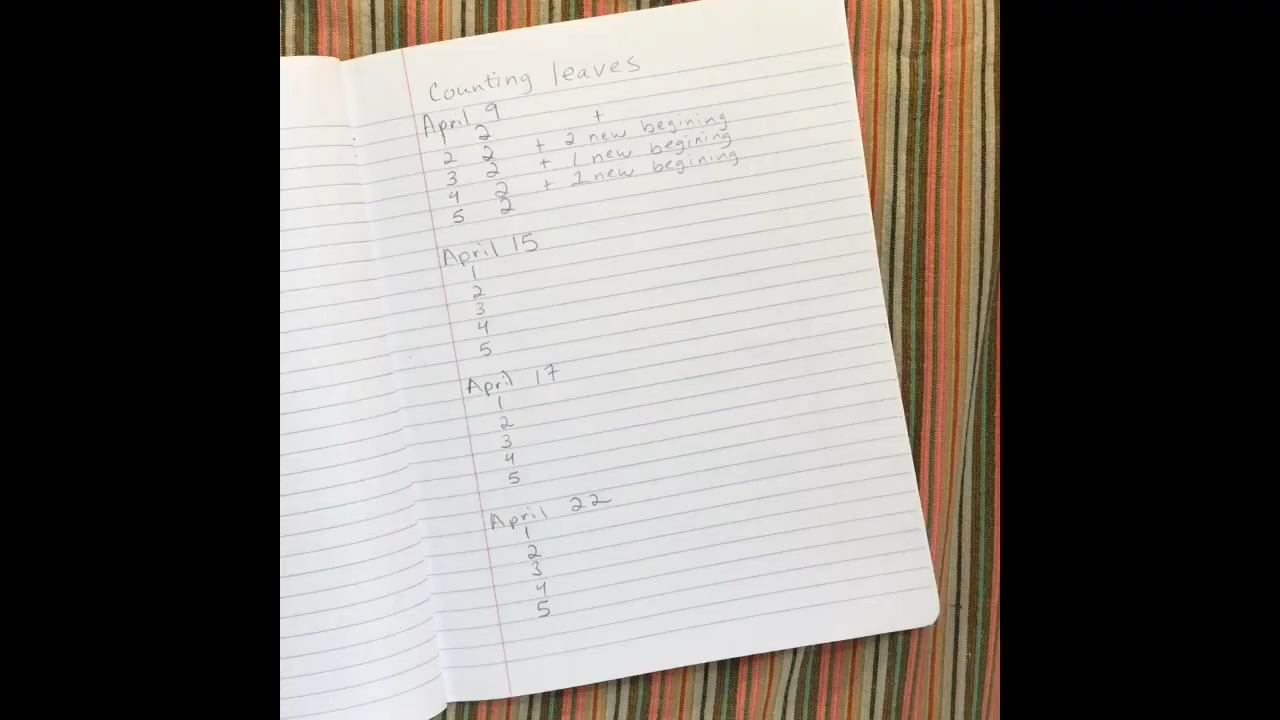 Counting leaves
April 9
2 +
2 2 + 2 new begining
3 2 + 1 new begining
4 2 + new begining
5 2
April 15
1
2
3
4
5
April 17
1
2
3
4
5
April 22
1
2
3
4
5